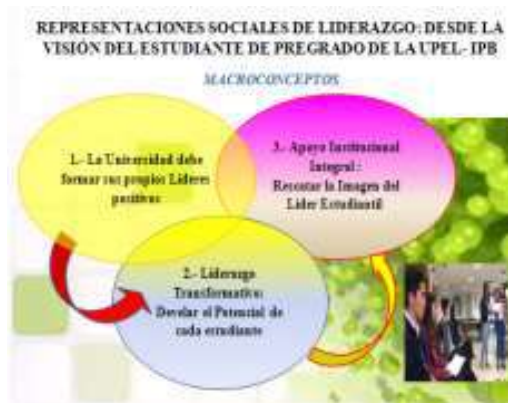 REPRESENTACIONES SOCIALES DE LIDERAZGO: DESDE LA
VISIÓN DEL ESTUDIANTE DE PREGRADO DE LA UPEL- IPB
MACROCONCEPTOS
1.- La Universidad debe
formar sus propios Líderes
positivos
3.- Apoyo Institucional
Integral :
Rescatar la Imagen del
Líder Estudiantil
2.- Liderazgo
Transformativo:
Develar el Potencial de
cada estudiante